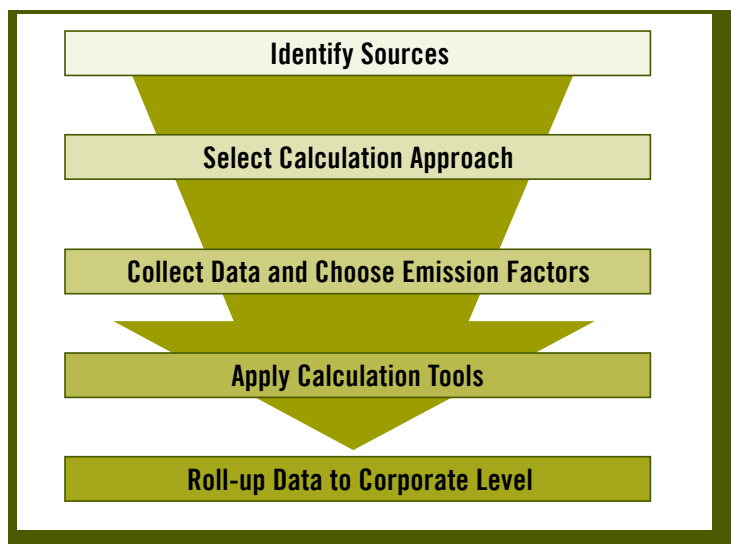 Identify Sources
Select Calculation Approach
Collect Data and Choose Emission Factors
Apply Calculation Tools
Roll-up Data to Corporate Level